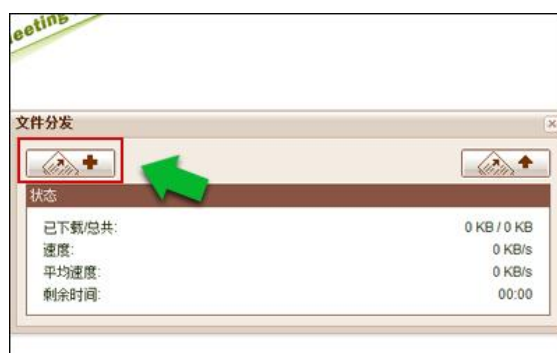 eeting
文件分发
状态
已下载/总共: 0 KB / 0 KB
速度: 0 KB/s
平均速度: 0 KB/s
剩余时间: 00:00